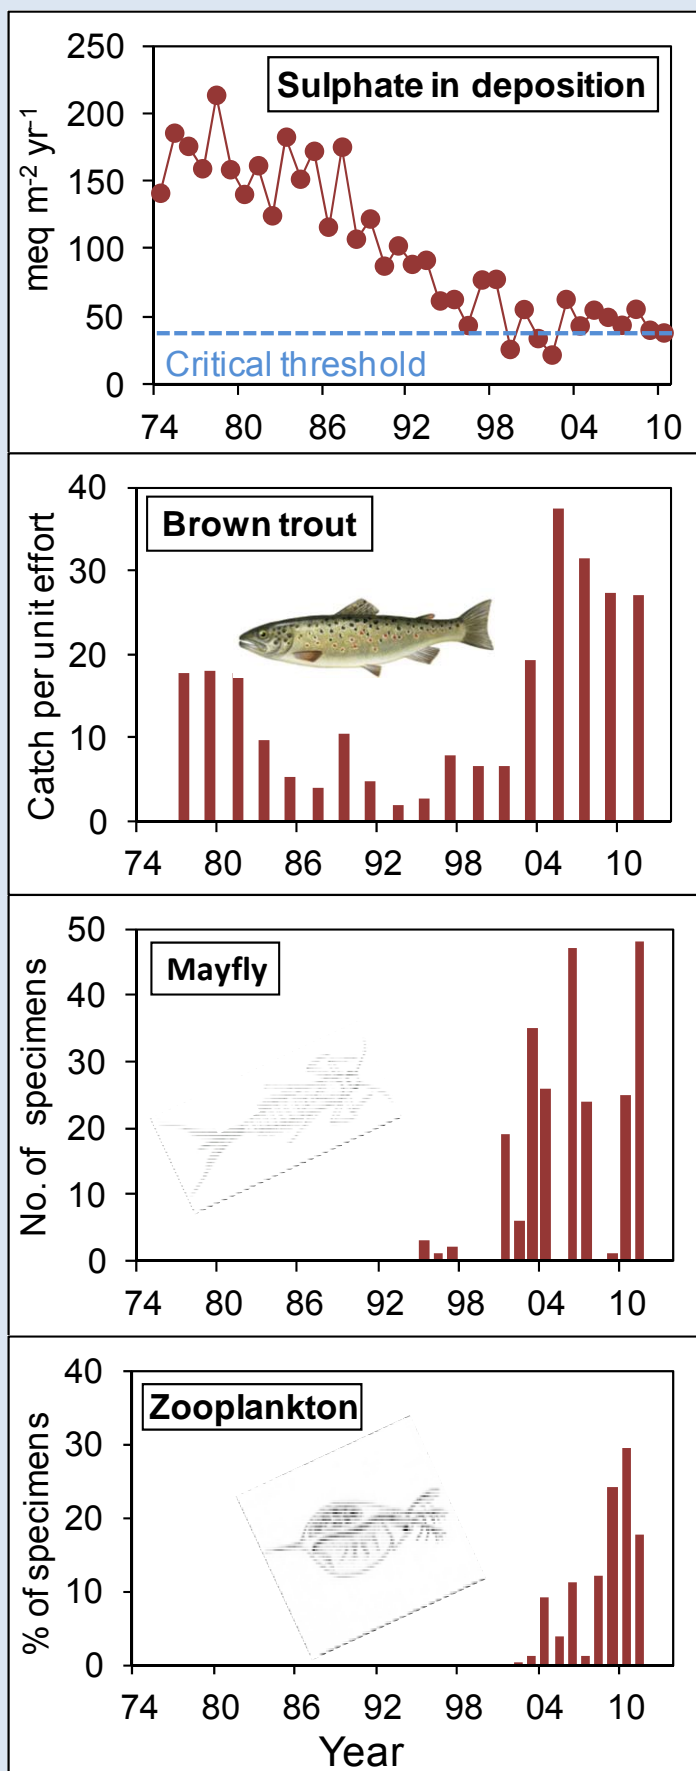 250
200
150
100
50
0
meq m⁻² yr⁻¹
Sulphate in deposition
Critical threshold
74 80 86 92 98 04 10
40
30
20
10
0
Catch per unit effort
Brown trout
74 80 86 92 98 04 10
50
40
30
20
10
0
No. of specimens
Mayfly
74 80 86 92 98 04 10
40
30
20
10
0
% of specimens
Zooplankton
74 80 86 92 98 04 10
Year